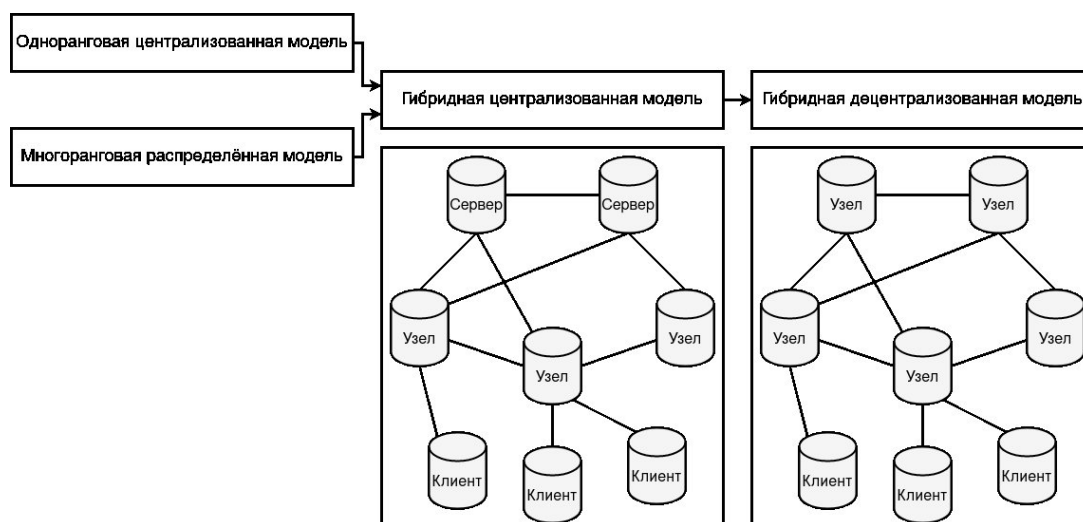 Одноранговая централизованная модель
Многоранговая распределённая модель
Гибридная централизованная модель
Гибридная децентрализованная модель
Сервер
Сервер
Узел
Узел
Узел
Клиент
Клиент
Клиент
Узел
Узел
Узел
Узел
Узел
Клиент
Клиент
Клиент